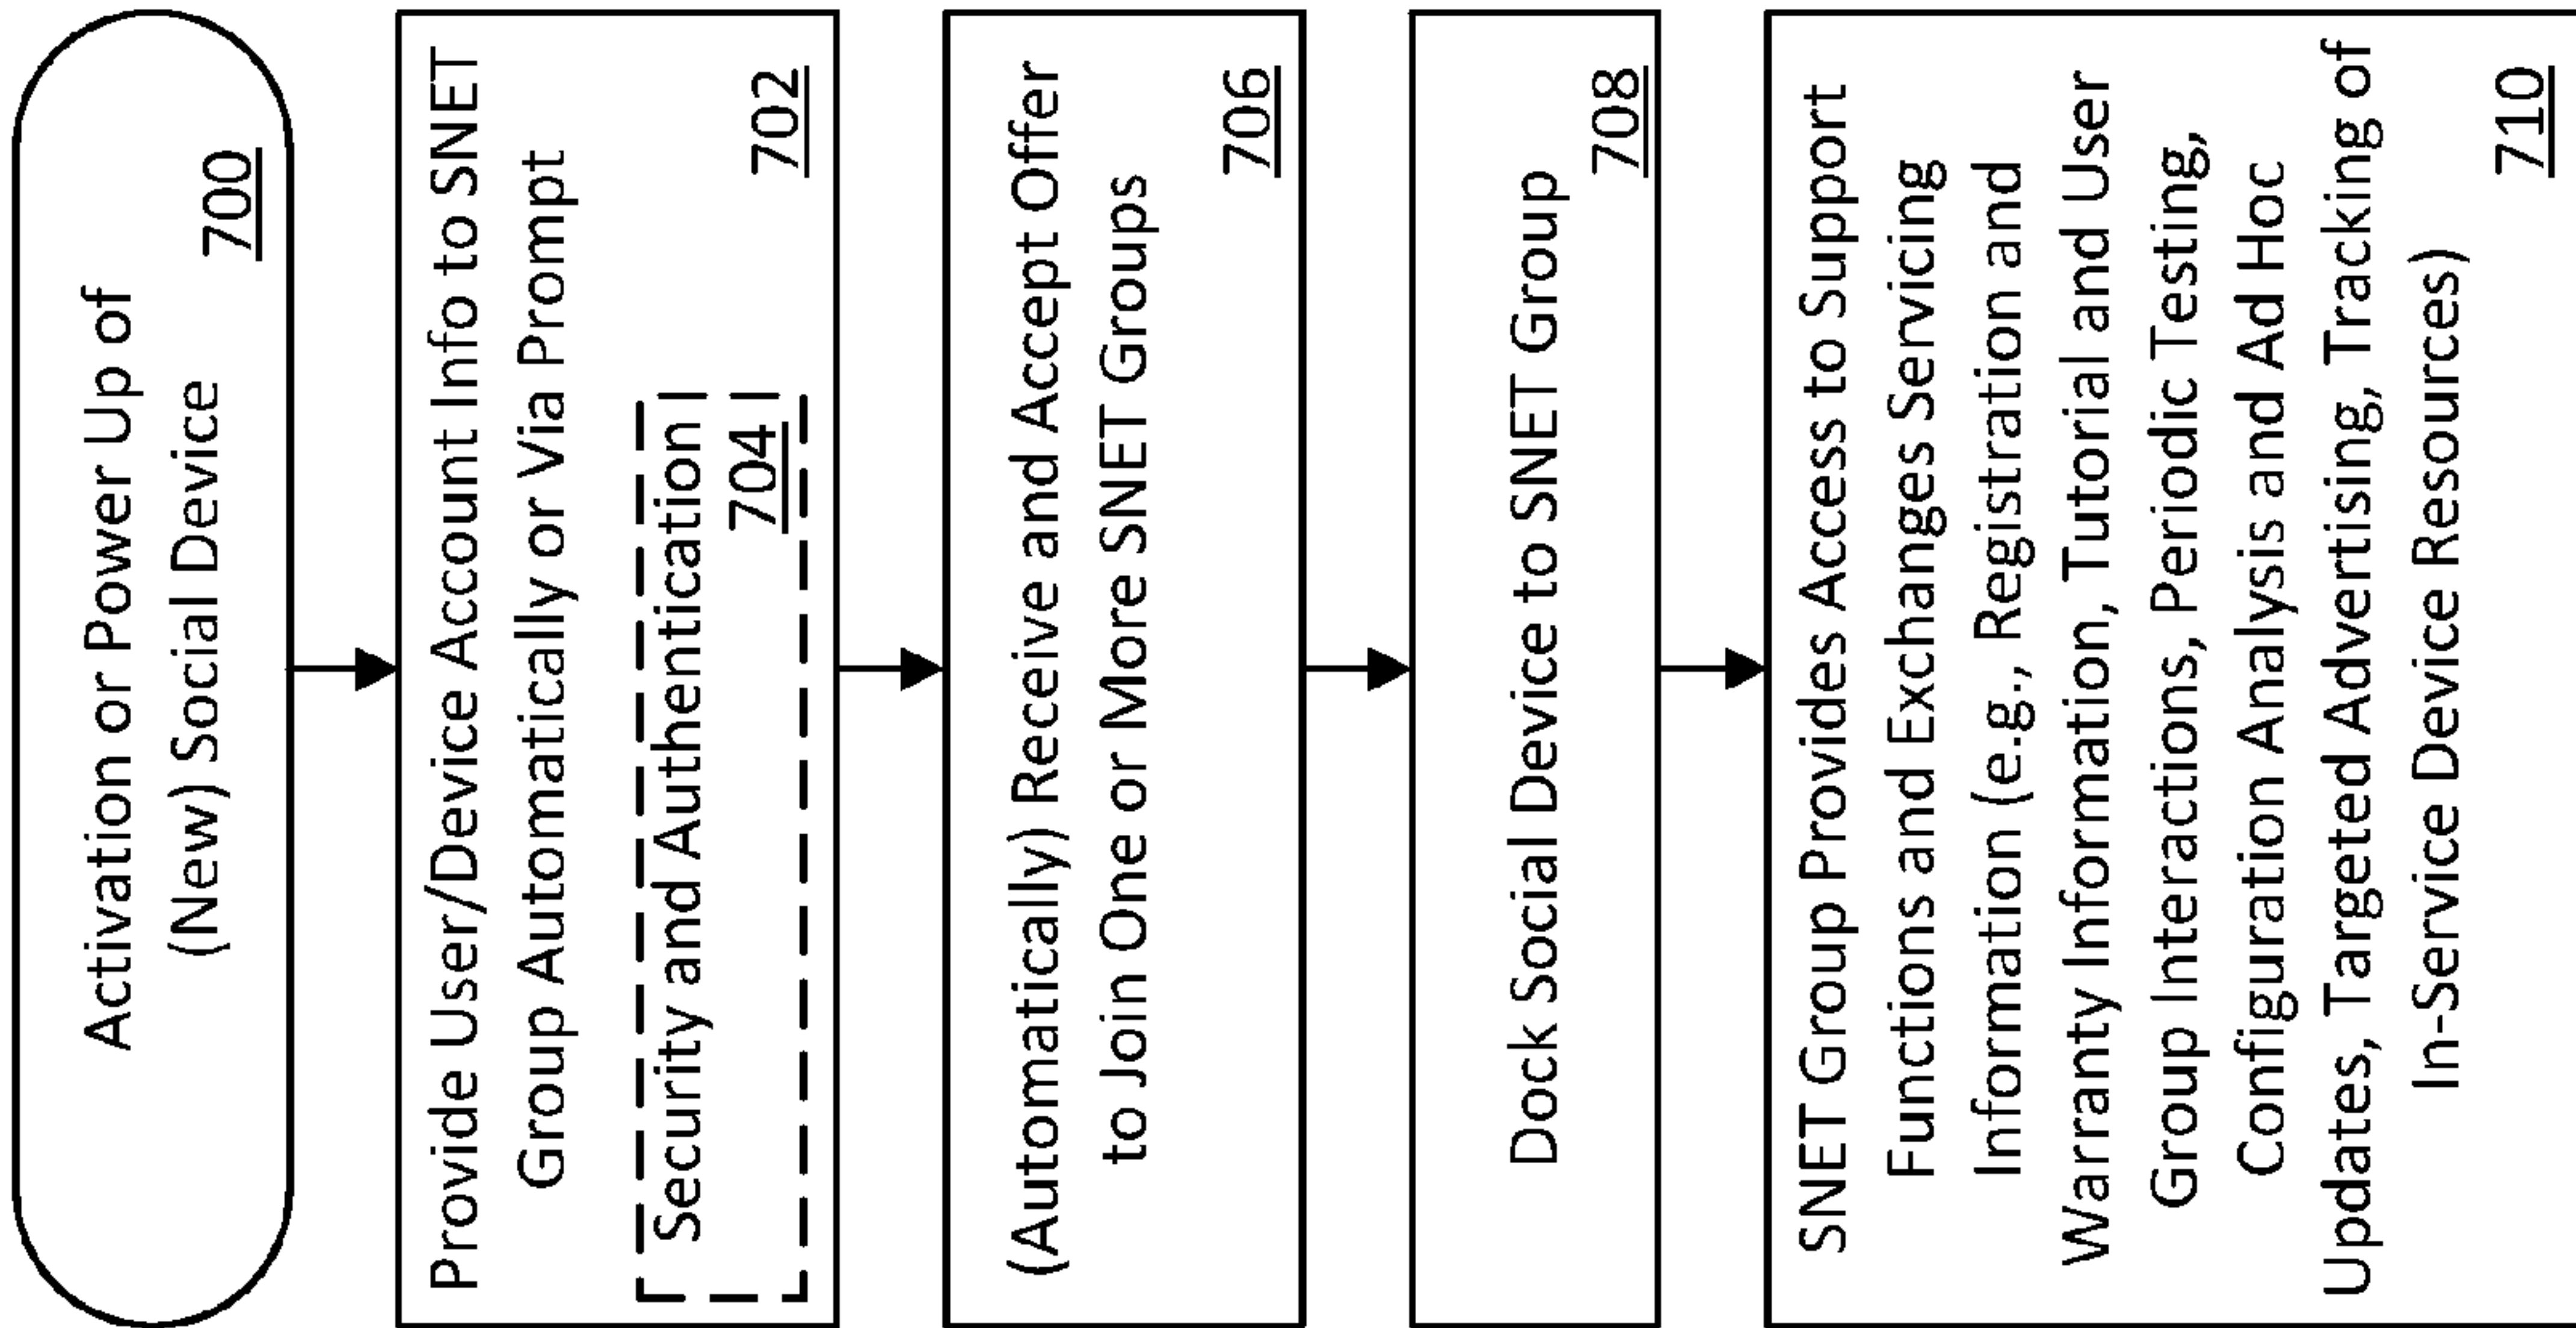 Activation or Power Up of
(New) Social Device
700
Provide User/Device Account Info to SNET
Group Automatically or Via Prompt
Security and Authentication
704
702
(Automatically) Receive and Accept Offer
to Join One or More SNET Groups
706
Dock Social Device to SNET Group
708
SNET Group Provides Access to Support
Functions and Exchanges Servicing
Information (e.g., Registration and
Warranty Information, Tutorial and User
Group Interactions, Periodic Testing,
Configuration Analysis and Ad Hoc
Updates, Targeted Advertising, Tracking of
In-Service Device Resources)
710